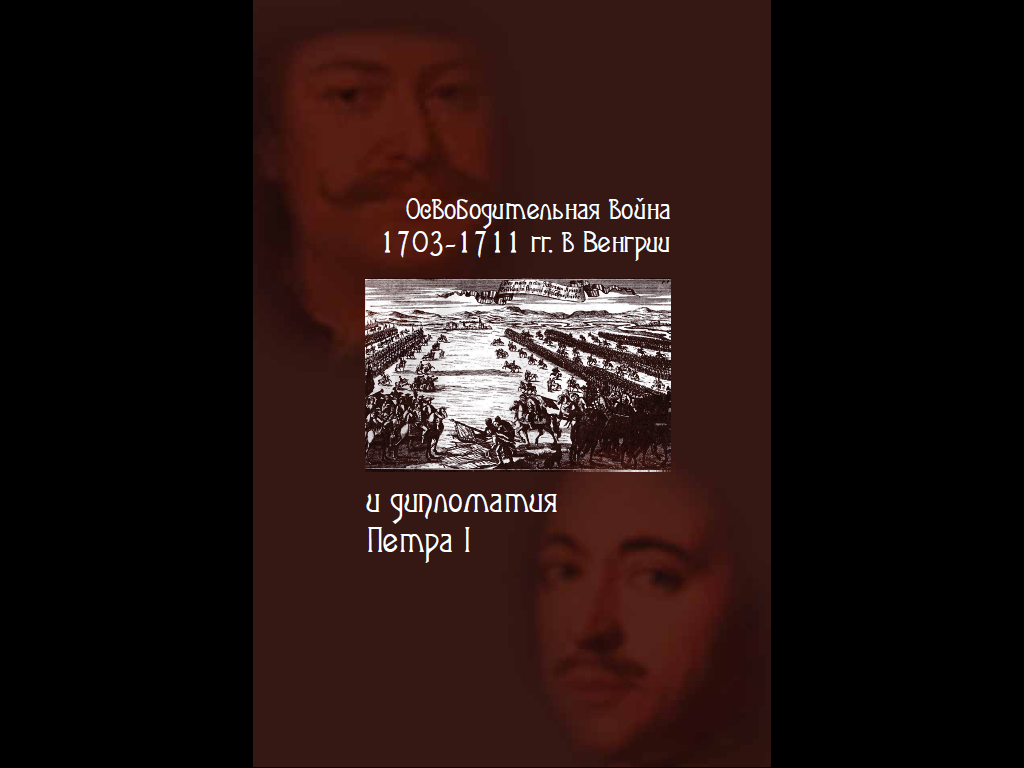 Освободительная война
1703-1711 гг. в Венгрии
и дипломатия
Петра I